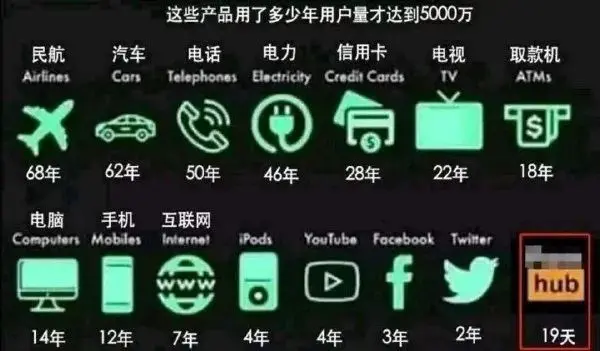 这些产品用了多少年用户量才达到5000万
民航 汽车 电话 电力 信用卡 电视 取款机
Airlines Cars Telephones Electricity Credit Cards TV ATMs
68年 62年 50年 46年 28年 22年 18年
电脑 手机 互联网
Computers Mobiles Internet iPods YouTube Facebook Twitter
www
hub
14年 12年 7年 4年 4年 3年 2年 19天